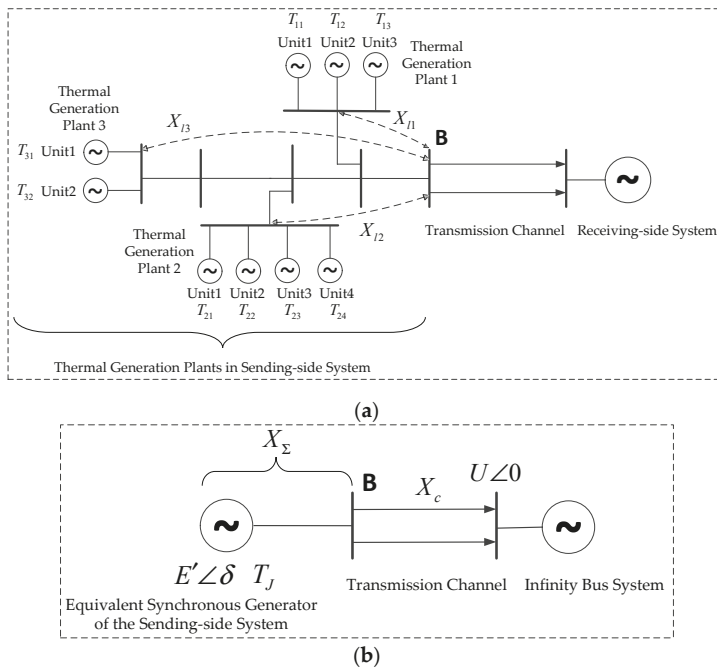 T11 T12 T13
Unit1 Unit2 Unit3
Thermal
Generation
Plant 1
Thermal
Generation
Plant 3
T31 Unit1
T32 Unit2
Xl3
Xl1
B
Xl2
Thermal
Generation
Plant 2
Transmission Channel
Receiving-side System
Unit1 Unit2 Unit3 Unit4
T21 T22 T23 T24
Thermal Generation Plants in Sending-side System
(a)
XΣ
B
Xc
U∠0
E′∠δ TJ
Equivalent Synchronous Generator
of the Sending-side System
Transmission Channel
Infinity Bus System
(b)